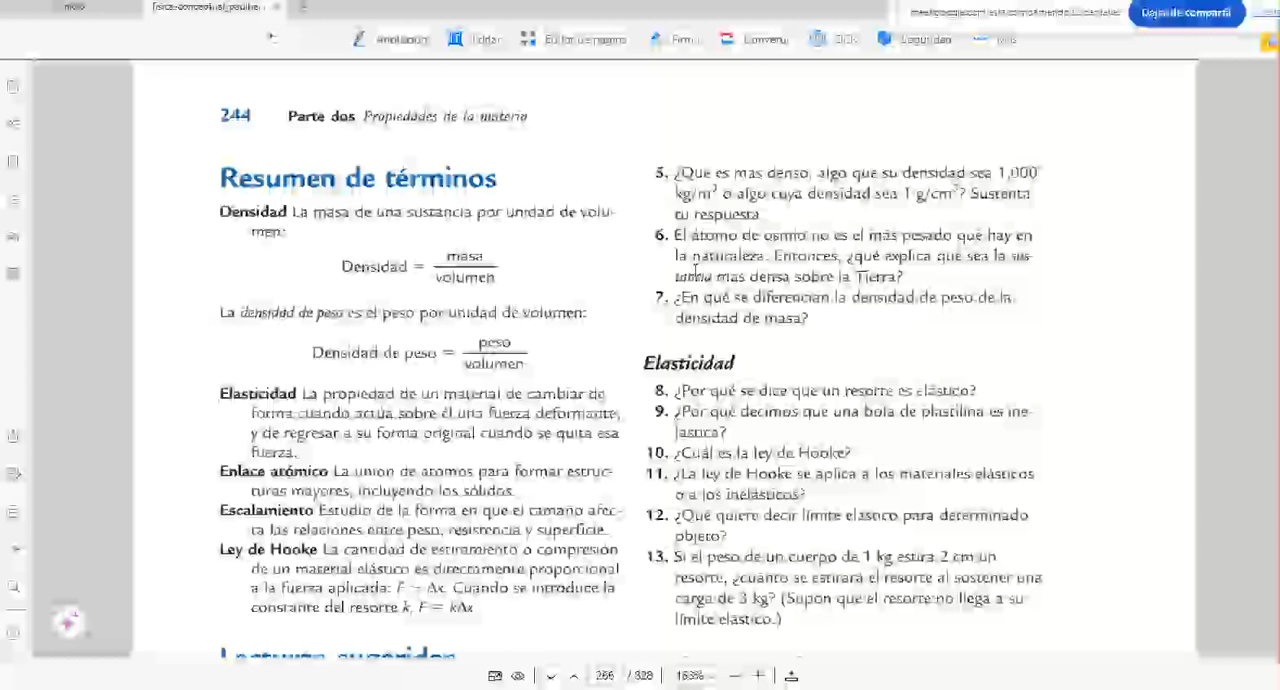 Inicio
Editar
Seguridad
Dejar de compartir
244 Parte dos Propiedades de la materia
Resumen de términos
Densidad La masa de una sustancia por unidad de volu-
men:
Densidad = masa / volumen
La densidad de peso es el peso por unidad de volumen:
Densidad de peso = peso / volumen
Elasticidad La propiedad de un material de cambiar de
forma cuando actúa sobre él una fuerza deformante,
y de regresar a su forma original cuando se quita esa
fuerza.
Enlace atómico La unión de átomos para formar estruc-
turas mayores, incluyendo los sólidos.
Escalamiento Estudio de la forma en que el tamaño afec-
ta las relaciones entre peso, resistencia y superficie.
Ley de Hooke La cantidad de estiramiento o compresión
de un material elástico es directamente proporcional
a la fuerza aplicada: F ~ Δx. Cuando se introduce la
constante del resorte k, F = kΔx
5. ¿Qué es más denso, algo que su densidad sea 1,000
kg/m³ o algo cuya densidad sea 1 g/cm³? Sustenta
tu respuesta
6. El átomo de osmio no es el más pesado que hay en
la naturaleza. Entonces, ¿qué explica que sea la sus-
tancia más densa sobre la Tierra?
7. ¿En qué se diferencian la densidad de peso de la
densidad de masa?
Elasticidad
8. ¿Por qué se dice que un resorte es elástico?
9. ¿Por qué decimos que una bola de plastilina es ine-
lástica?
10. ¿Cuál es la ley de Hooke?
11. ¿La ley de Hooke se aplica a los materiales elásticos
o a los inelásticos?
12. ¿Qué quiere decir límite elástico para determinado
objeto?
13. Si el peso de un cuerpo de 1 kg estira 2 cm un
resorte, ¿cuánto se estirará el resorte al sostener una
carga de 3 kg? (Supón que el resorte no llega a su
límite elástico.)
266 / 828 163%